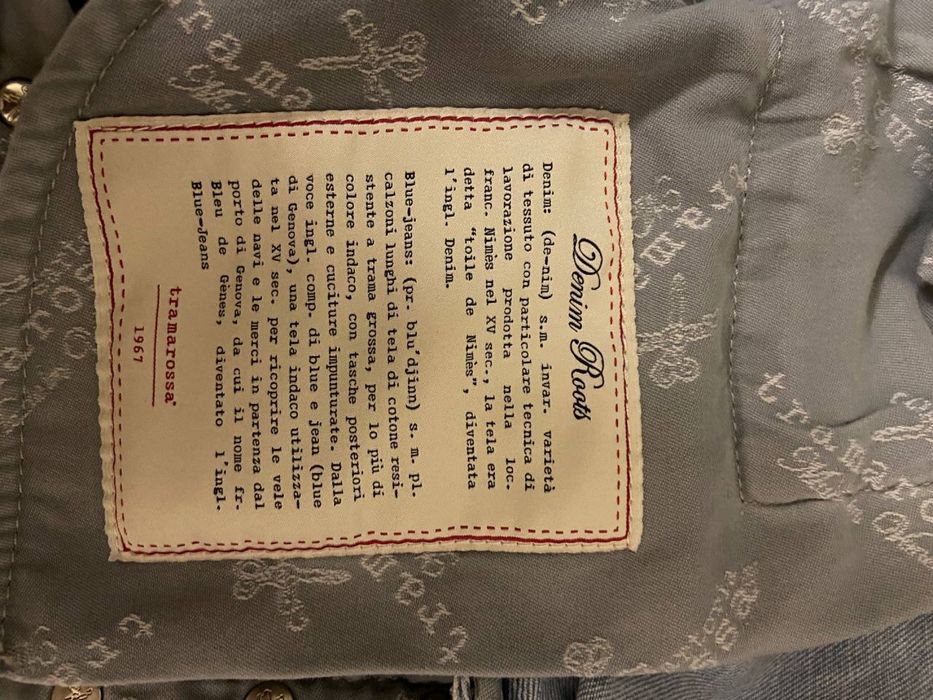 Denim Roots
Denim: (de-nim) s.m. invar. varietà
di tessuto con particolare tecnica di
lavorazione prodotta nella loc.
franc. Nimès nel XV sec., la tela era
detta "toile de Nimès", diventata
l'ingl. Denim.
Blue-jeans: (pr. blu'djinn) s. m. pl.
calzoni lunghi di tela di cotone resi-
stente a trama grossa, per lo più di
colore indaco, con tasche posteriori
esterne e cuciture impunturate. Dalla
voce ingl. comp. di blue e jean (blue
di Genova), una tela indaco utilizza-
ta nel XV sec. per ricoprire le vele
delle navi e le merci in partenza dal
porto di Genova, da cui il nome fr.
Bleu de Gênes, diventato l'ingl.
Blue-Jeans
tramarossa®
1967